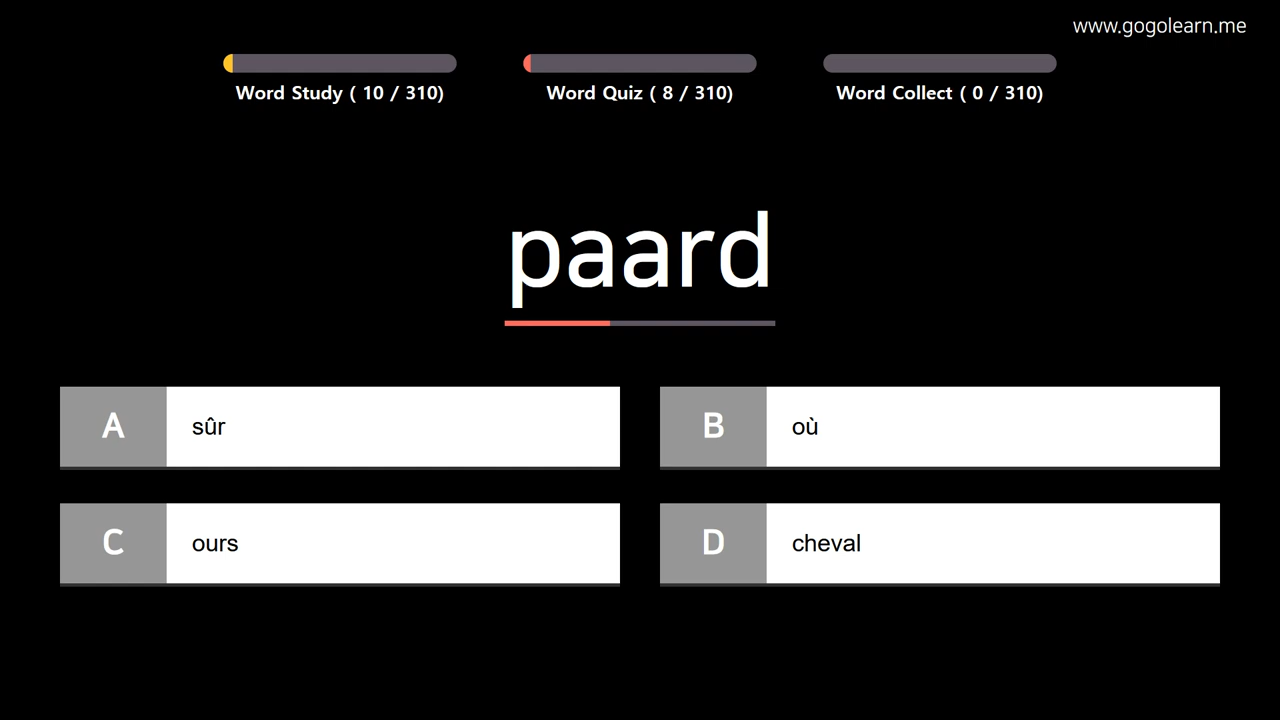 www.gogolearn.me
Word Study ( 10 / 310)
Word Quiz ( 8 / 310)
Word Collect ( 0 / 310)
paard
A sûr
B où
C ours
D cheval